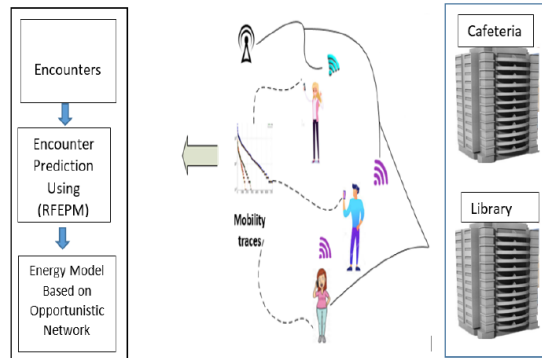 Encounters
Encounter
Prediction
Using
(RFEPM)
Energy Model
Based on
Opportunistic
Network
Mobility
traces
Cafeteria
Library